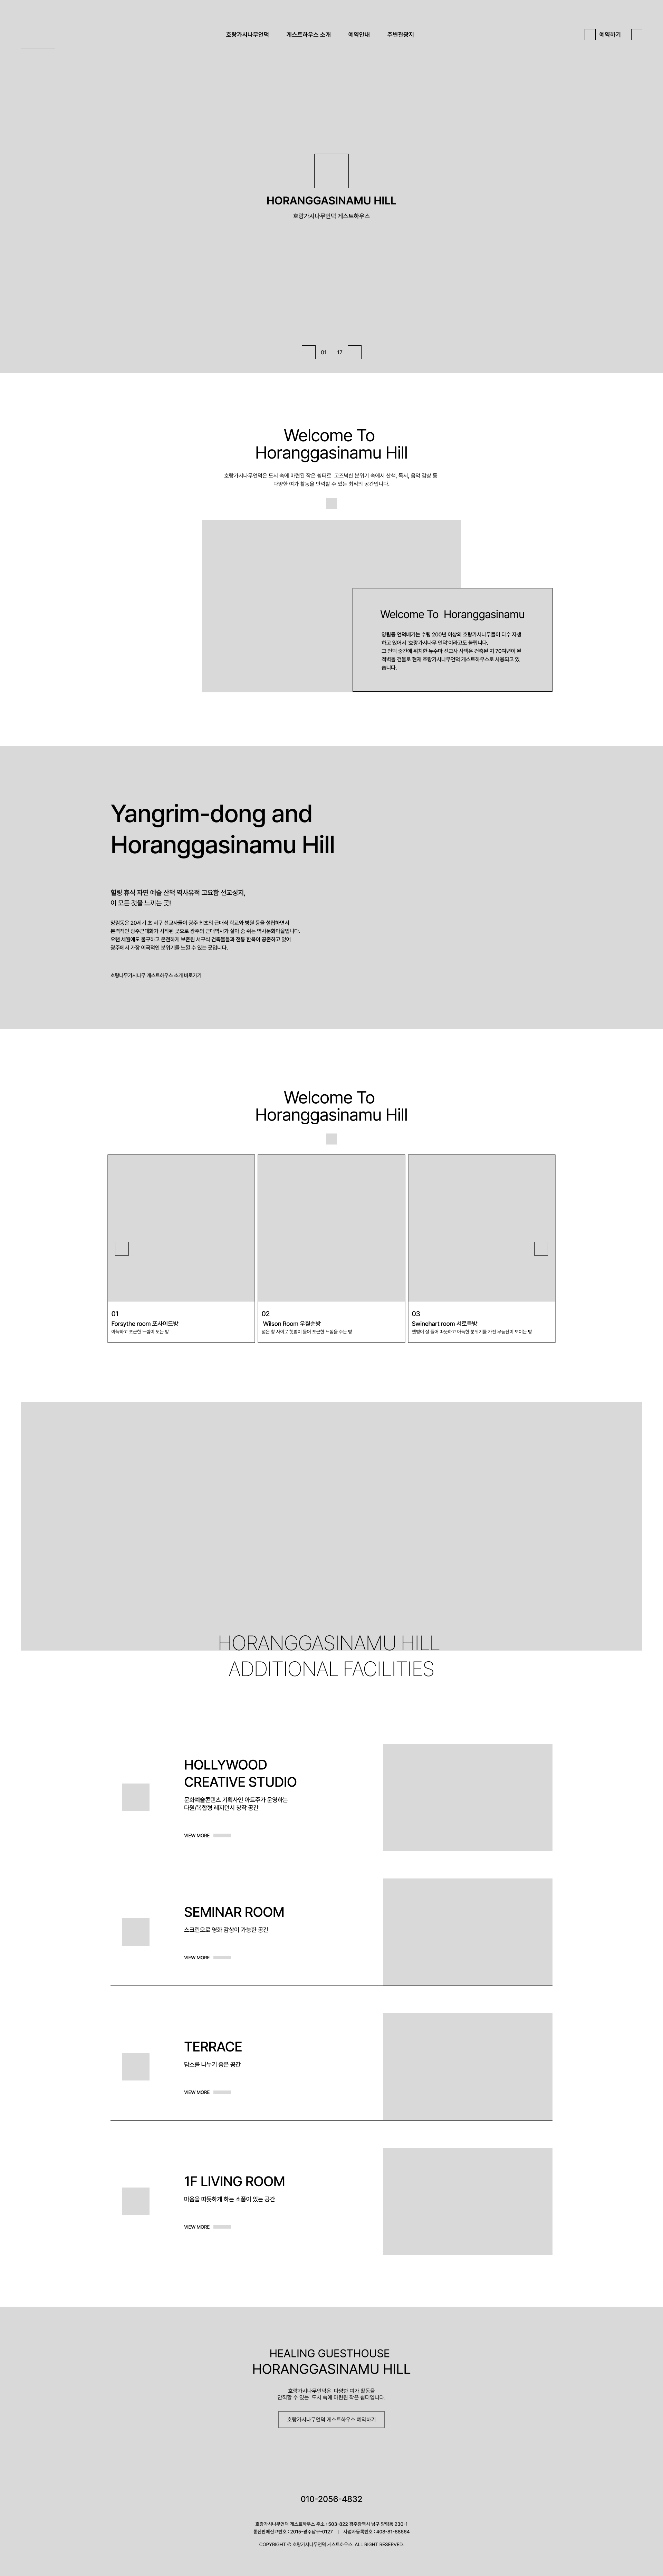 호랑가시나무언덕 게스트하우스 소개 예약안내 주변관광지 예약하기
HORANGGASINAMU HILL
호랑가시나무언덕 게스트하우스
01 | 17
Welcome To
Horanggasinamu Hill
호랑가시나무언덕은 도시 속에 마련된 작은 쉼터로 고즈넉한 분위기 속에서 산책, 독서, 음악 감상 등
다양한 여가 활동을 만끽할 수 있는 최적의 공간입니다.
Welcome To Horanggasinamu
양림동 언덕배기는 수령 200년 이상의 호랑가시나무들이 다수 자생
하고 있어서 '호랑가시나무 언덕'이라고도 불립니다.
그 언덕 중간에 위치한 뉴수마 선교사 사택은 건축된 지 70여년이 된
적벽돌 건물로 현재 호랑가시나무언덕 게스트하우스로 사용되고 있
습니다.
Yangrim-dong and
Horanggasinamu Hill
힐링 휴식 자연 예술 산책 역사유적 고요함 선교성지,
이 모든 것을 느끼는 곳!
양림동은 20세기 초 서구 선교사들이 광주 최초의 근대식 학교와 병원 등을 설립하면서
본격적인 광주근대화가 시작된 곳으로 광주의 근대역사가 살아 숨 쉬는 역사문화마을입니다.
오랜 세월에도 불구하고 온전하게 보존된 서구식 건축물들과 전통 한옥이 공존하고 있어
광주에서 가장 이국적인 분위기를 느낄 수 있는 곳입니다.
호랑나무가시나무 게스트하우스 소개 바로가기
Welcome To
Horanggasinamu Hill
01
Forsythe room 포사이드방
아늑하고 포근한 느낌이 도는 방
02
Wilson Room 우월순방
넓은 창 사이로 햇볕이 들어 포근한 느낌을 주는 방
03
Swinehart room 서로득방
햇볕이 잘 들어 따뜻하고 아늑한 분위기를 가진 무등산이 보이는 방
HORANGGASINAMU HILL
ADDITIONAL FACILITIES
HOLLYWOOD
CREATIVE STUDIO
문화예술콘텐츠 기획사인 아트주가 운영하는
다원/복합형 레지던시 창작 공간
VIEW MORE
SEMINAR ROOM
스크린으로 영화 감상이 가능한 공간
VIEW MORE
TERRACE
담소를 나누기 좋은 공간
VIEW MORE
1F LIVING ROOM
마음을 따듯하게 하는 소품이 있는 공간
VIEW MORE
HEALING GUESTHOUSE
HORANGGASINAMU HILL
호랑가시나무언덕은 다양한 여가 활동을
만끽할 수 있는 도시 속에 마련된 작은 쉼터입니다.
호랑가시나무언덕 게스트하우스 예약하기
010-2056-4832
호랑가시나무언덕 게스트하우스 주소 : 503-822 광주광역시 남구 양림동 230-1
통신판매신고번호 : 2015-광주남구-0127 | 사업자등록번호 : 408-81-88664
COPYRIGHT © 호랑가시나무언덕 게스트하우스. ALL RIGHT RESERVED.